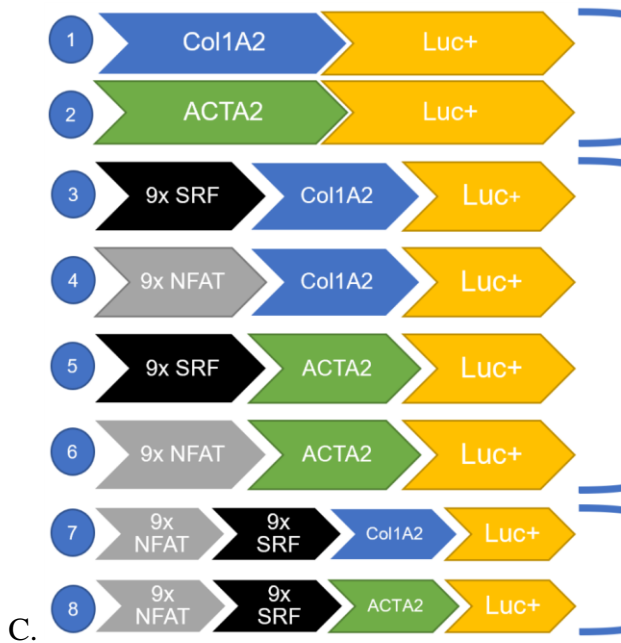 1 Col1A2 Luc+
2 ACTA2 Luc+
3 9x SRF Col1A2 Luc+
4 9x NFAT Col1A2 Luc+
5 9x SRF ACTA2 Luc+
6 9x NFAT ACTA2 Luc+
7 9x NFAT 9x SRF Col1A2 Luc+
8 9x NFAT 9x SRF ACTA2 Luc+
C.